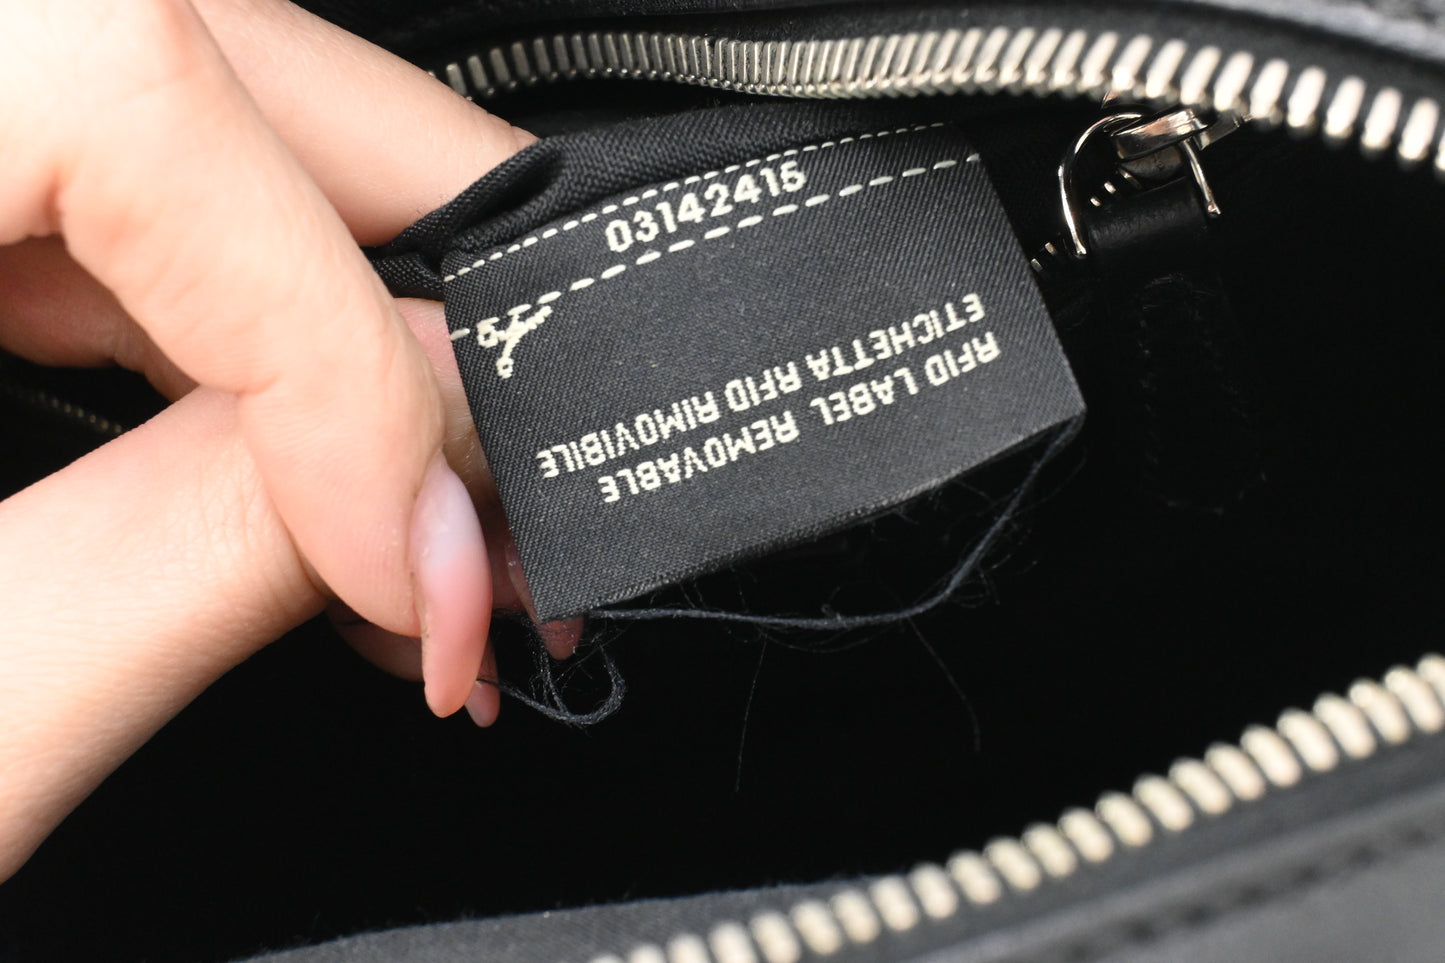 03142415
RFID LABEL REMOVABLE
ETICHETTA RFID RIMOVIBILE